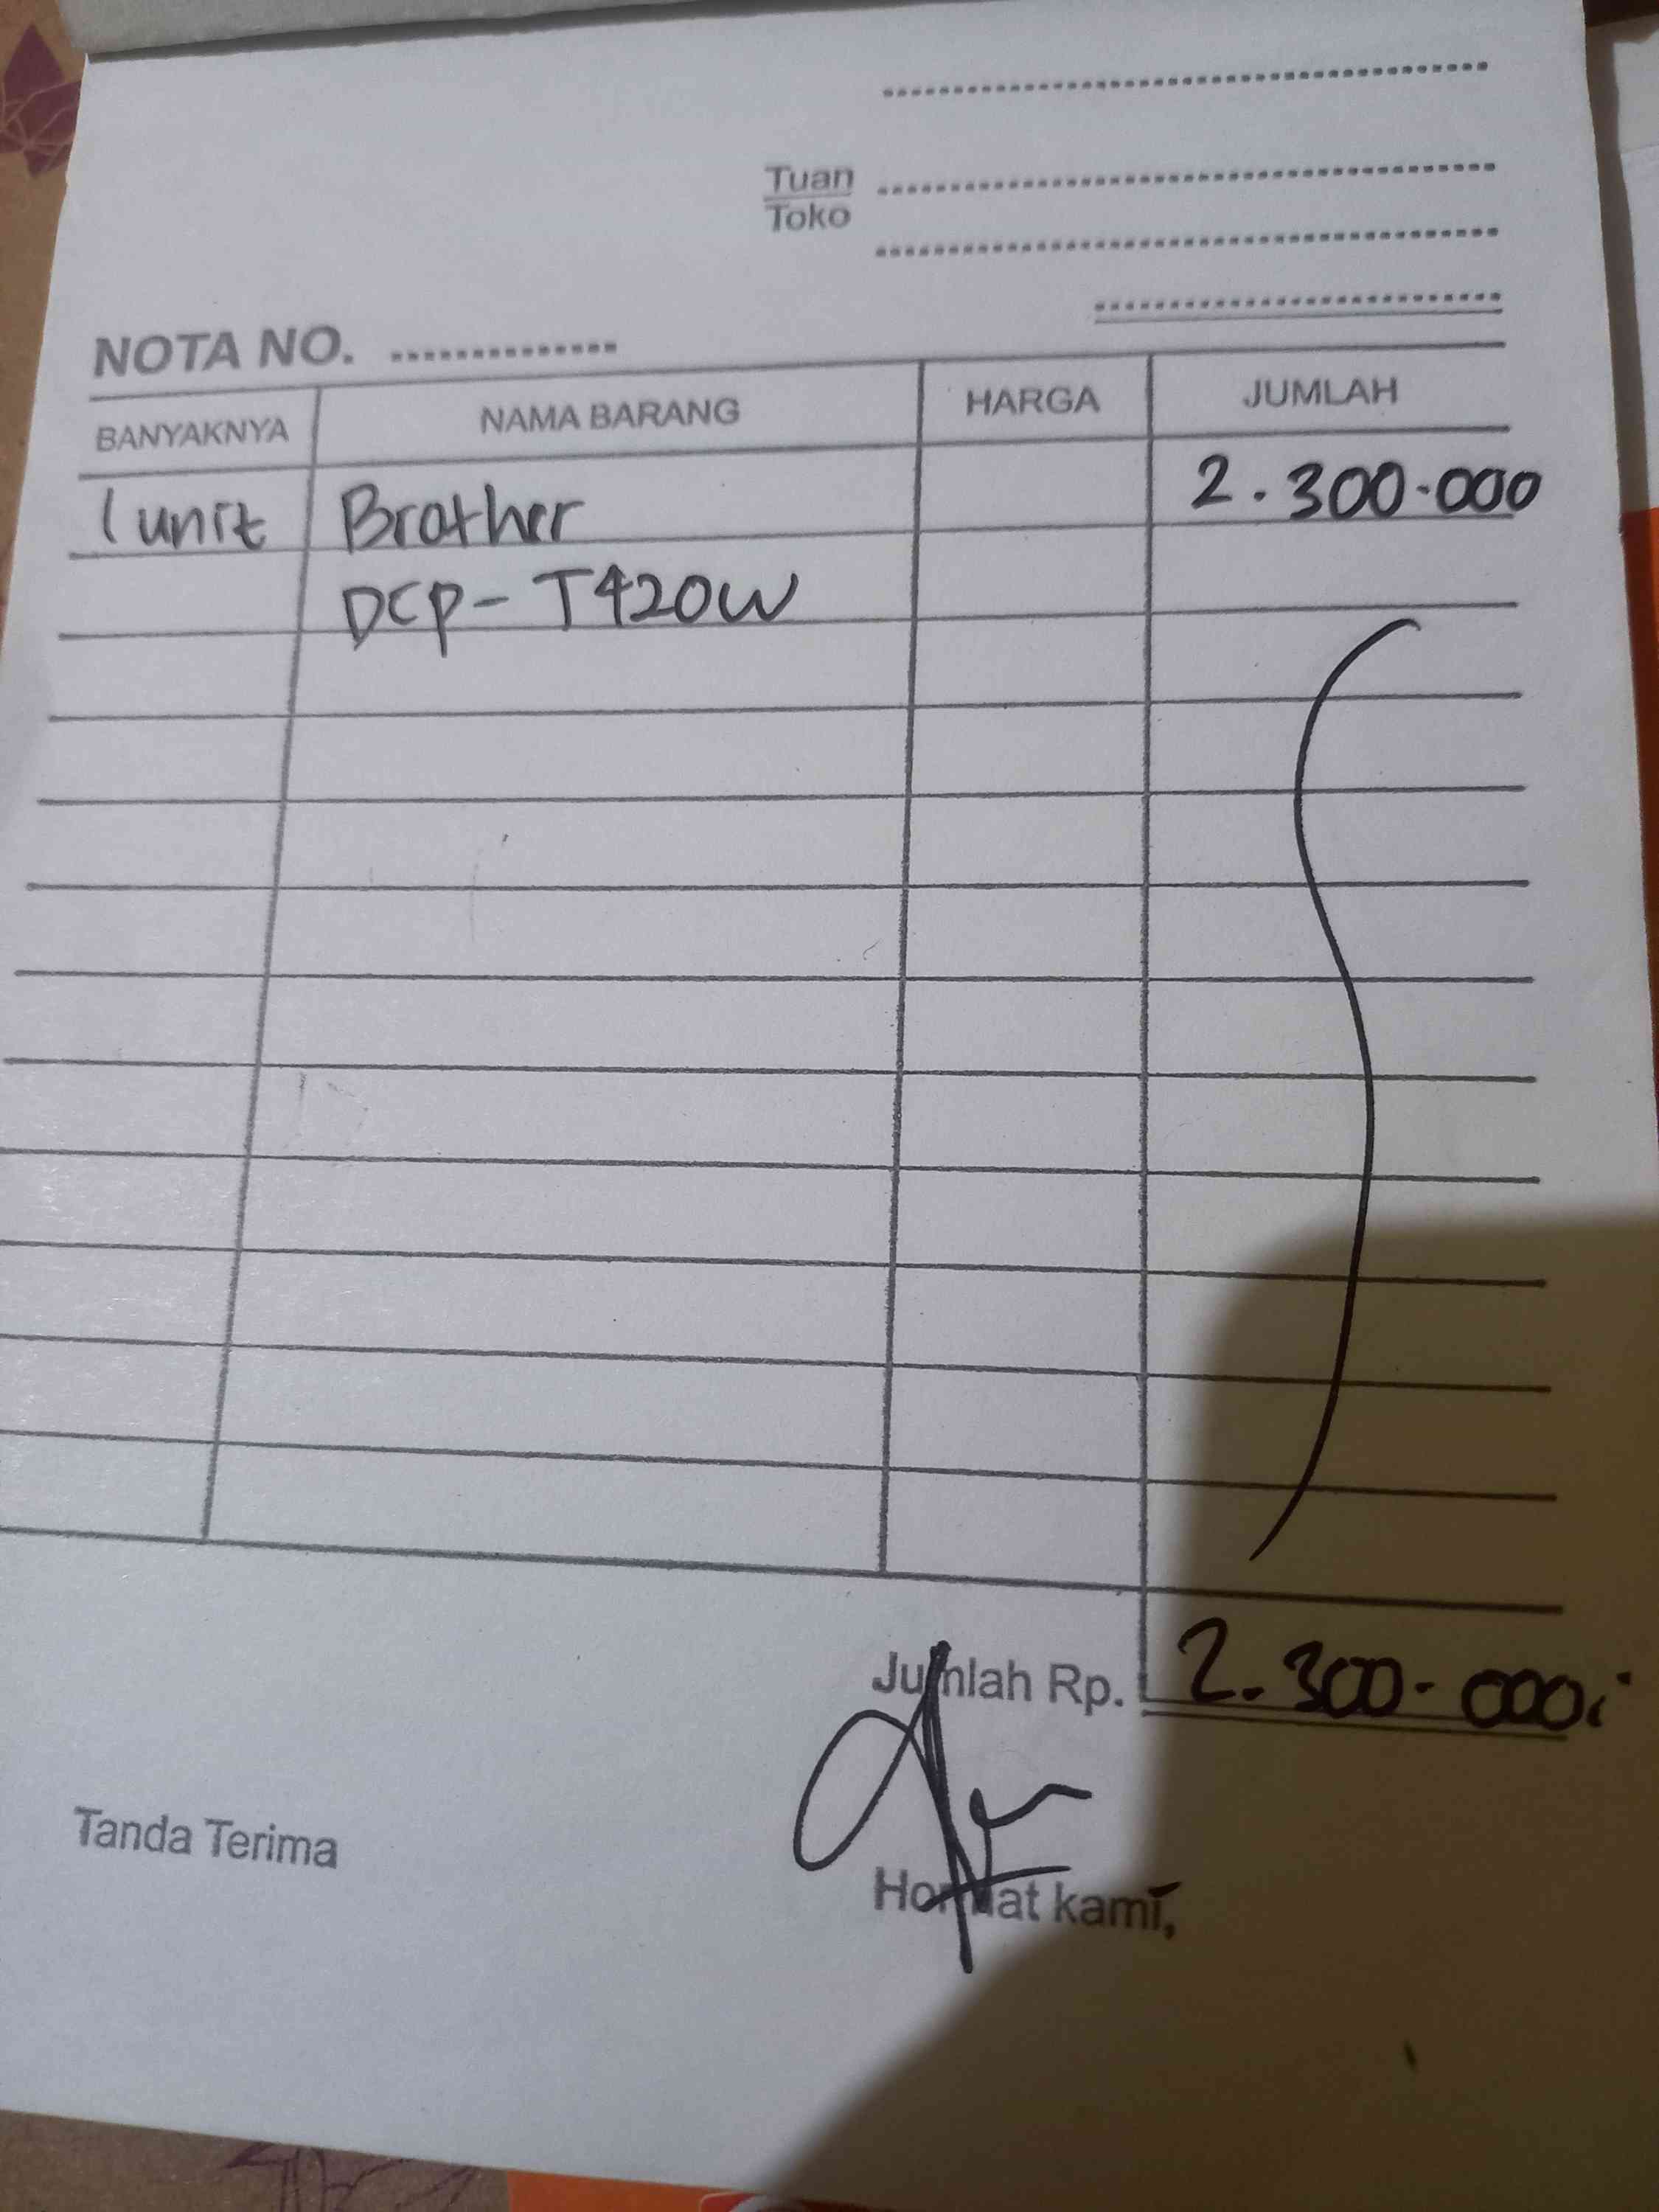 Tuan
Toko
NOTA NO.
BANYAKNYA NAMA BARANG HARGA JUMLAH
1 unit Brother 2.300.000
DCP-T420W
Jumlah Rp. 2.300.000
Tanda Terima
Hormat kami,